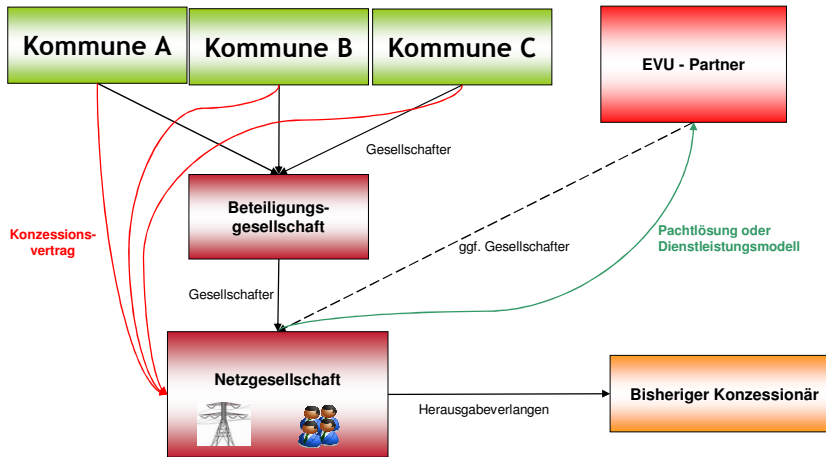 Kommune A
Kommune B
Kommune C
EVU - Partner
Gesellschafter
Beteiligungs-
gesellschaft
Konzessions-
vertrag
ggf. Gesellschafter
Pachtlösung oder
Dienstleistungsmodell
Gesellschafter
Netzgesellschaft
Bisheriger Konzessionär
Herausgabeverlangen